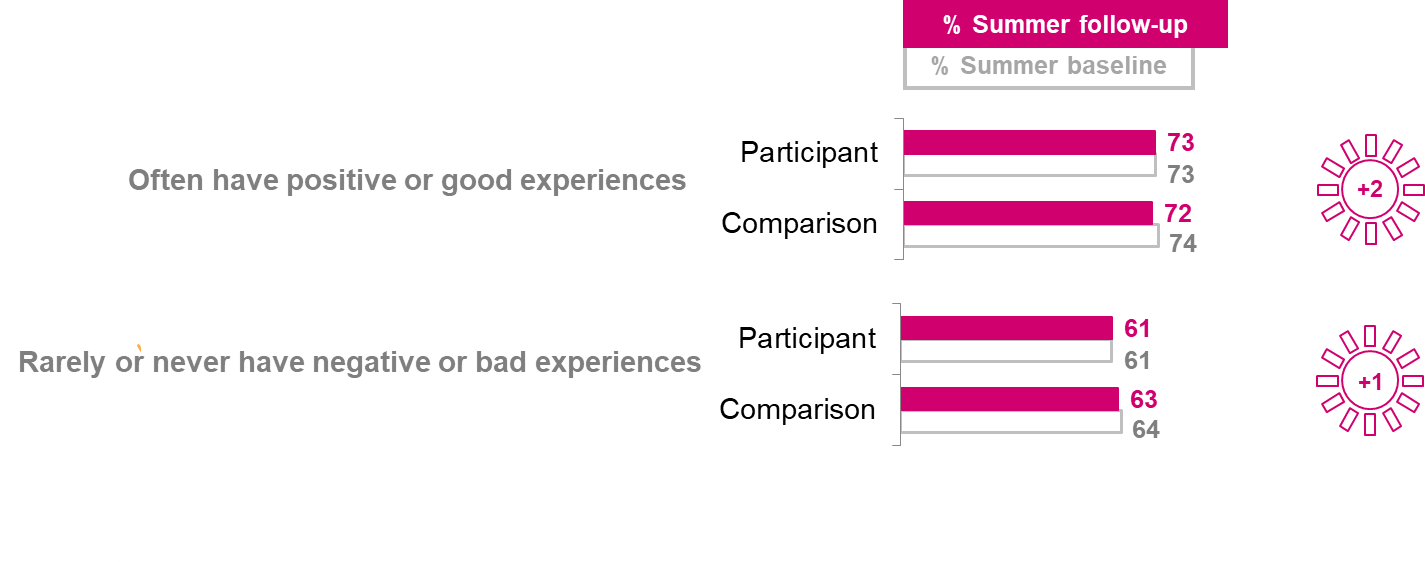 % Summer follow-up
% Summer baseline
Often have positive or good experiences
Participant
73
73
Comparison
72
74
+2
Rarely or never have negative or bad experiences
Participant
61
61
Comparison
63
64
+1